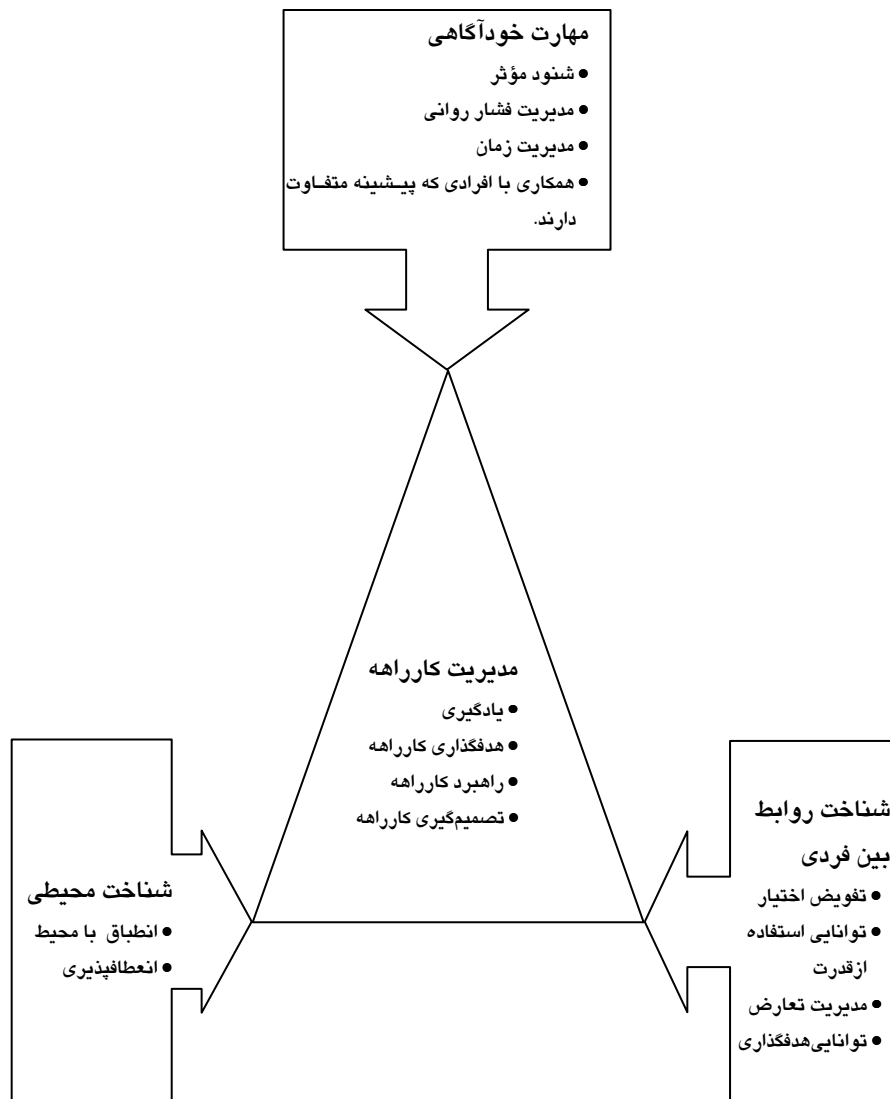 مهارت خودآگاهی
• شنود مؤثر
• مدیریت فشار روانی
• مدیریت زمان
• همکاری با افرادی که پیـشینه متفـاوت
دارند.
مدیریت کارراهه
• یادگیری
• هدفگذاری کارراهه
• راهبرد کارراهه
• تصمیم‌گیری کارراهه
شناخت روابط
بین فردی
• تفویض اختیار
• توانایی استفاده
ازقدرت
• مدیریت تعارض
• توانایی‌هدفگذاری
شناخت محیطی
• انطباق با محیط
• انعطافپذیری